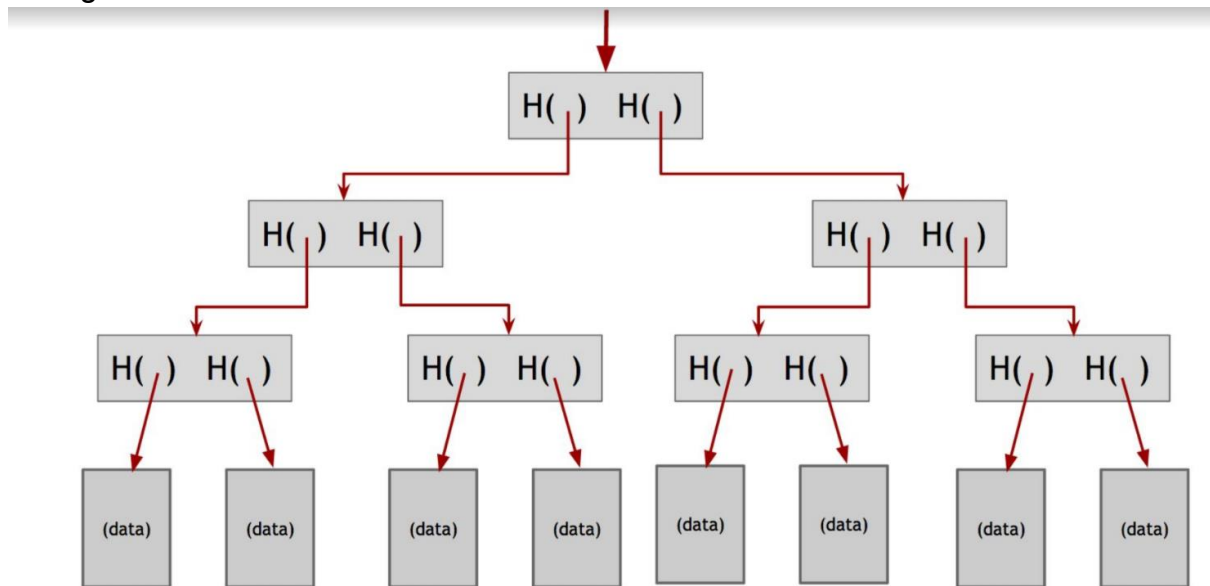 H( ) H( )
H( ) H( ) H( ) H( )
H( ) H( ) H( ) H( ) H( ) H( ) H( ) H( )
(data) (data) (data) (data) (data) (data) (data) (data)